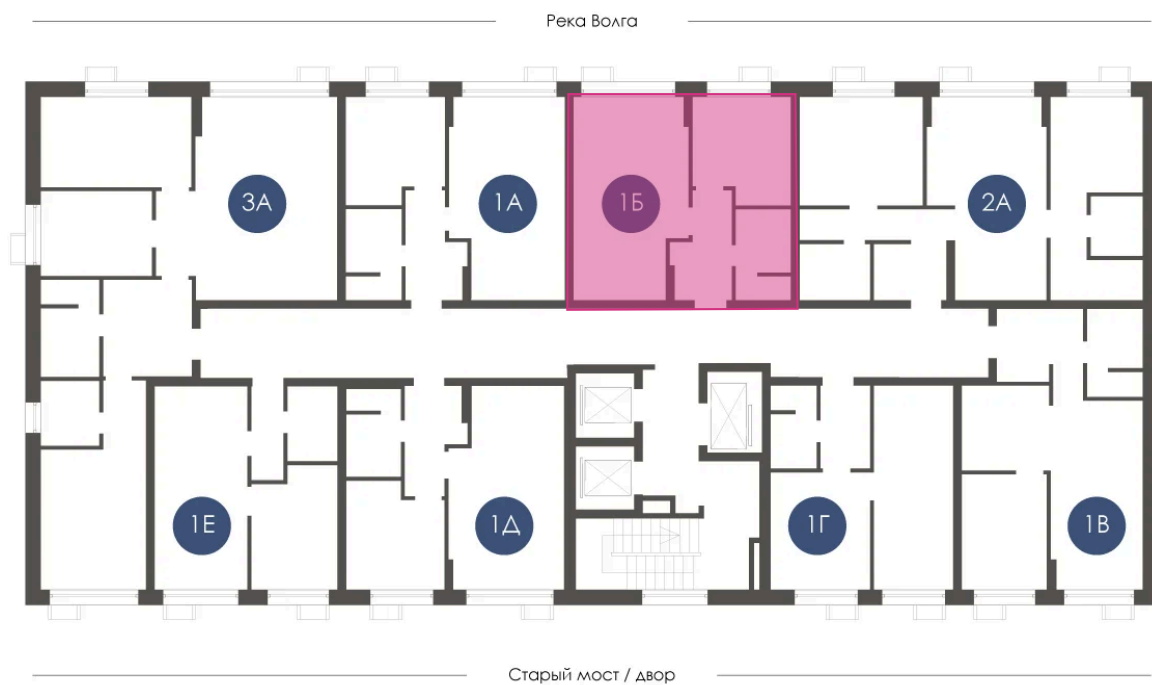 Река Волга
3А
1А
1Б
2А
1Е
1Д
1Г
1В
Старый мост / двор